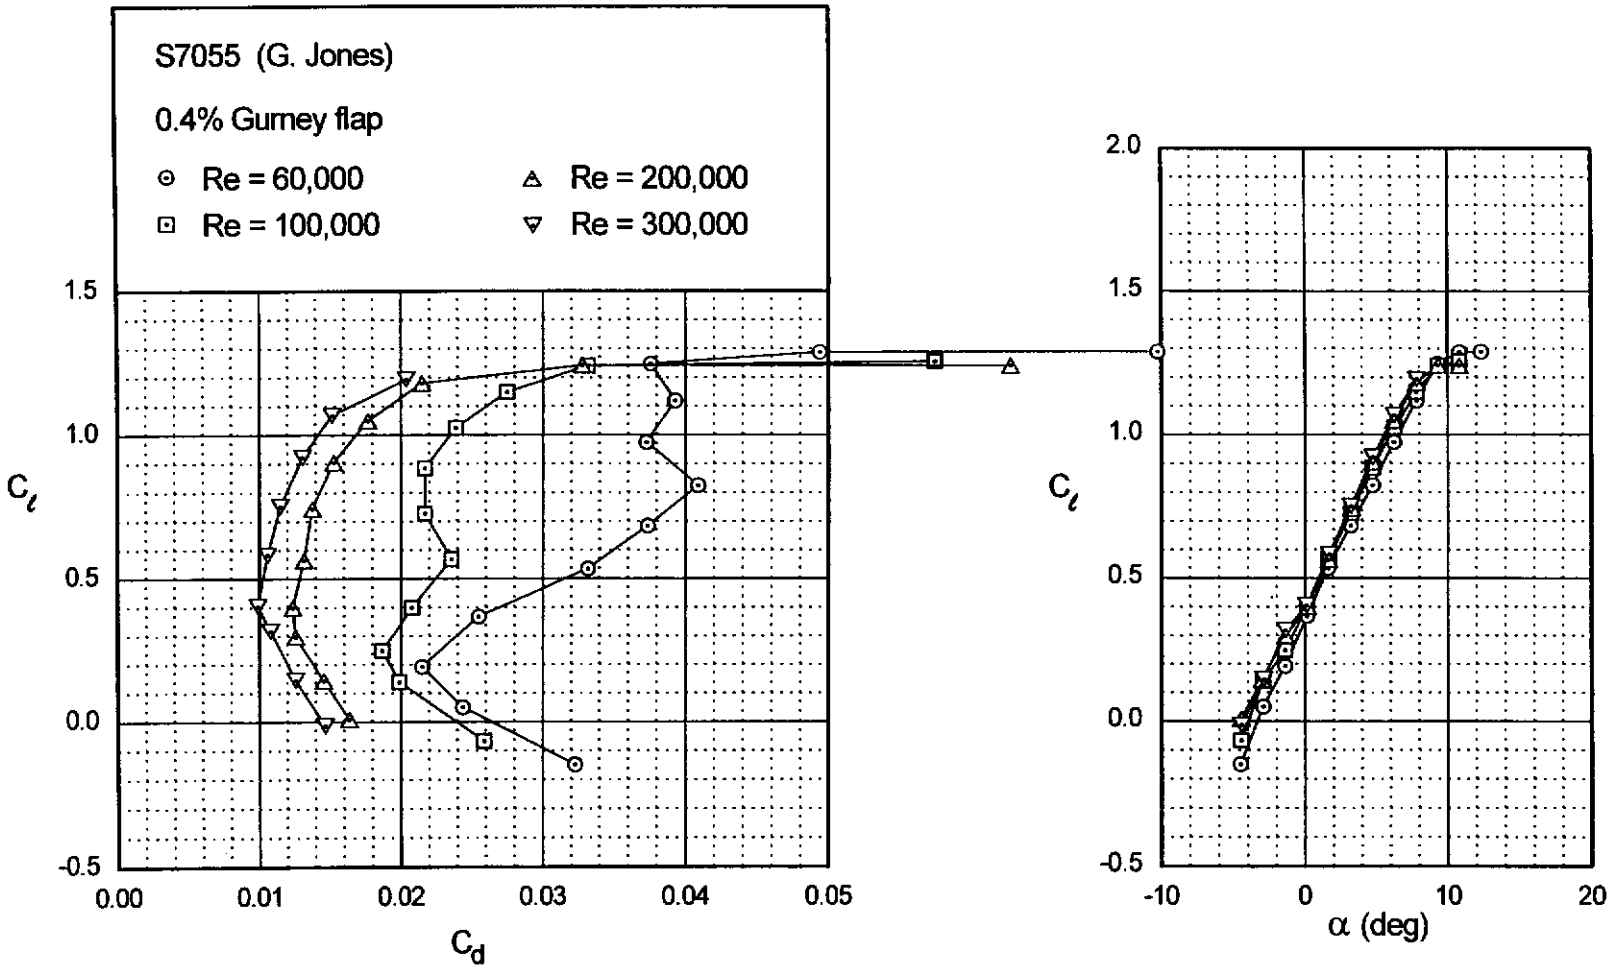 S7055 (G. Jones)
0.4% Gurney flap
Re = 60,000
Re = 200,000
Re = 100,000
Re = 300,000
1.5
1.0
0.5
0.0
-0.5
Cℓ
0.00 0.01 0.02 0.03 0.04 0.05
Cd
2.0
1.5
1.0
0.5
0.0
-0.5
Cℓ
-10 0 10 20
α (deg)